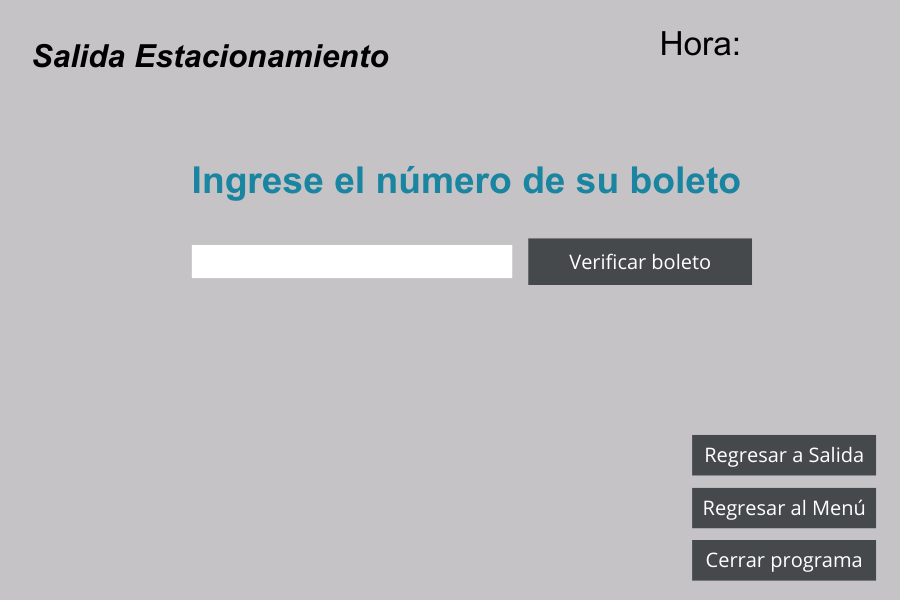 Salida Estacionamiento
Hora:
Ingrese el número de su boleto
Verificar boleto
Regresar a Salida
Regresar al Menú
Cerrar programa